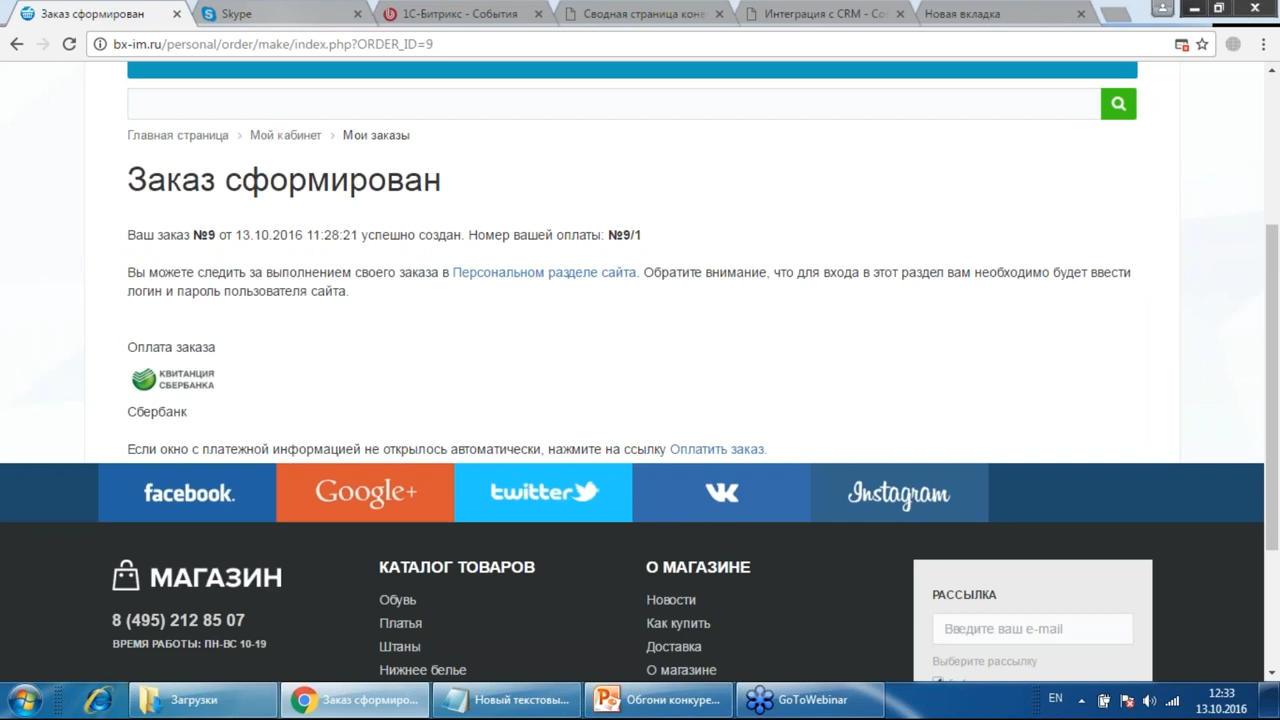 Заказ сформирован
Skype
1С-Битрикс - События
Сводная страница конв
Интеграция с CRM - Со
Новая вкладка
bx-im.ru/personal/order/make/index.php?ORDER_ID=9
Главная страница > Мой кабинет > Мои заказы
Заказ сформирован
Ваш заказ №9 от 13.10.2016 11:28:21 успешно создан. Номер вашей оплаты: №9/1
Вы можете следить за выполнением своего заказа в Персональном разделе сайта. Обратите внимание, что для входа в этот раздел вам необходимо будет ввести
логин и пароль пользователя сайта.
Оплата заказа
КВИТАНЦИЯ
СБЕРБАНКА
Сбербанк
Если окно с платежной информацией не открылось автоматически, нажмите на ссылку Оплатить заказ.
facebook. Google+ twitter VK Instagram
МАГАЗИН
8 (495) 212 85 07
ВРЕМЯ РАБОТЫ: ПН-ВС 10-19
КАТАЛОГ ТОВАРОВ
Обувь
Платья
Штаны
Нижнее белье
О МАГАЗИНЕ
Новости
Как купить
Доставка
О магазине
РАССЫЛКА
Введите ваш e-mail
Выберите рассылку
Загрузки
Заказ сформиро...
Новый текстовы...
Обгони конкуре...
GoToWebinar
EN
12:33
13.10.2016